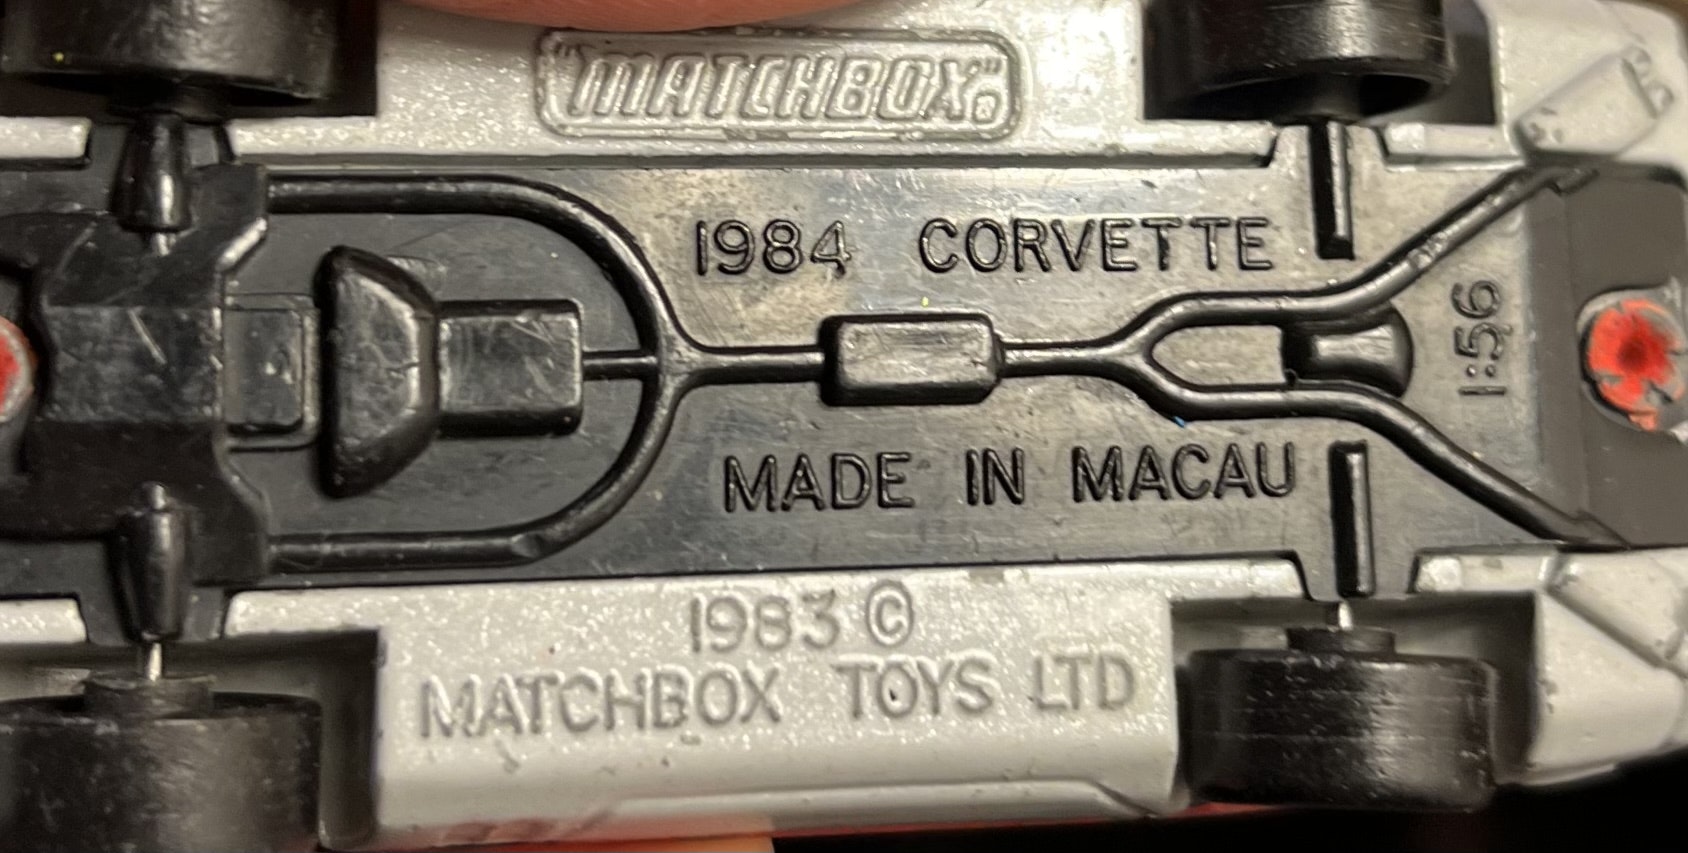 "MATCHBOX"®
1984 CORVETTE
1:56
MADE IN MACAU
1983 ©
MATCHBOX TOYS LTD